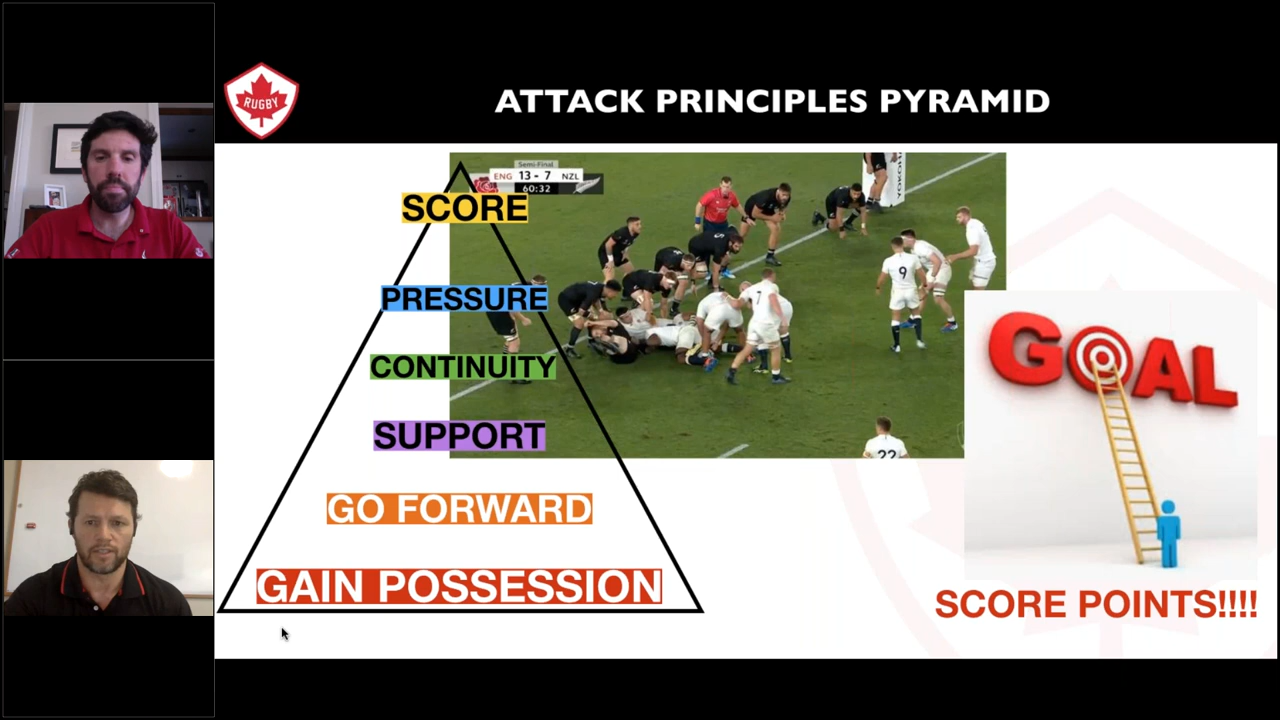 RUGBY
ATTACK PRINCIPLES PYRAMID
Semi-Final
ENG 13 - 7 NZL
60:32
SCORE
PRESSURE
CONTINUITY
SUPPORT
GO FORWARD
GAIN POSSESSION
YOKOH
9
7
22
GOAL
SCORE POINTS!!!!